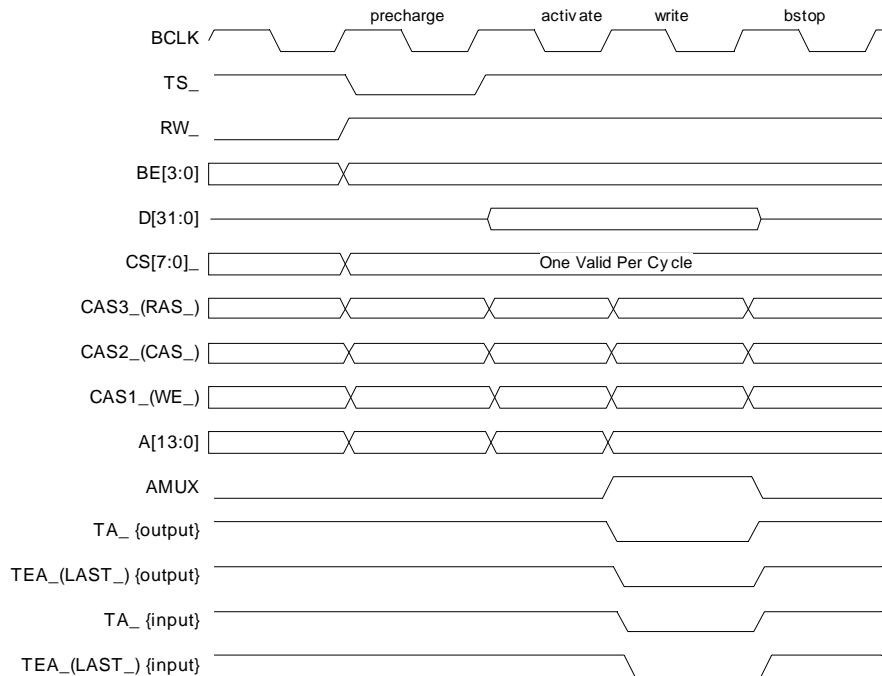 precharge activate write bstop
BCLK
TS_
RW_
BE[3:0]
D[31:0]
CS[7:0]_ One Valid Per Cycle
CAS3_(RAS_)
CAS2_(CAS_)
CAS1_(WE_)
A[13:0]
AMUX
TA_ {output}
TEA_(LAST_) {output}
TA_ {input}
TEA_(LAST_) {input}